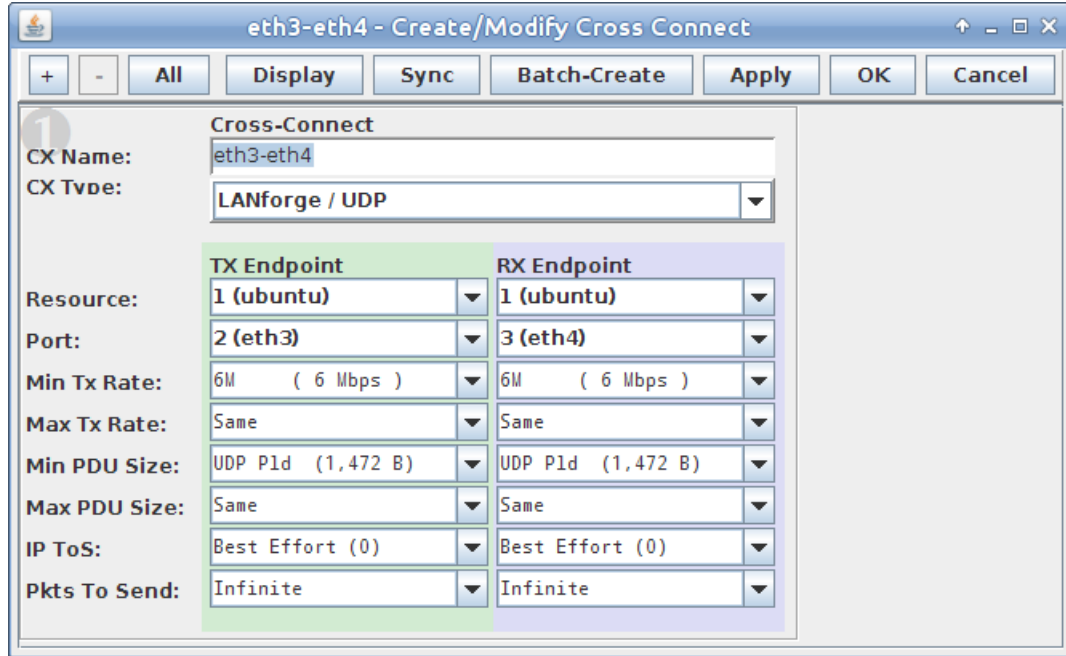 eth3-eth4 - Create/Modify Cross Connect
+ - All Display Sync Batch-Create Apply OK Cancel
1
Cross-Connect
CX Name: eth3-eth4
CX Type: LANforge / UDP
TX Endpoint RX Endpoint
Resource: 1 (ubuntu) 1 (ubuntu)
Port: 2 (eth3) 3 (eth4)
Min Tx Rate: 6M ( 6 Mbps ) 6M ( 6 Mbps )
Max Tx Rate: Same Same
Min PDU Size: UDP Pld (1,472 B) UDP Pld (1,472 B)
Max PDU Size: Same Same
IP ToS: Best Effort (0) Best Effort (0)
Pkts To Send: Infinite Infinite